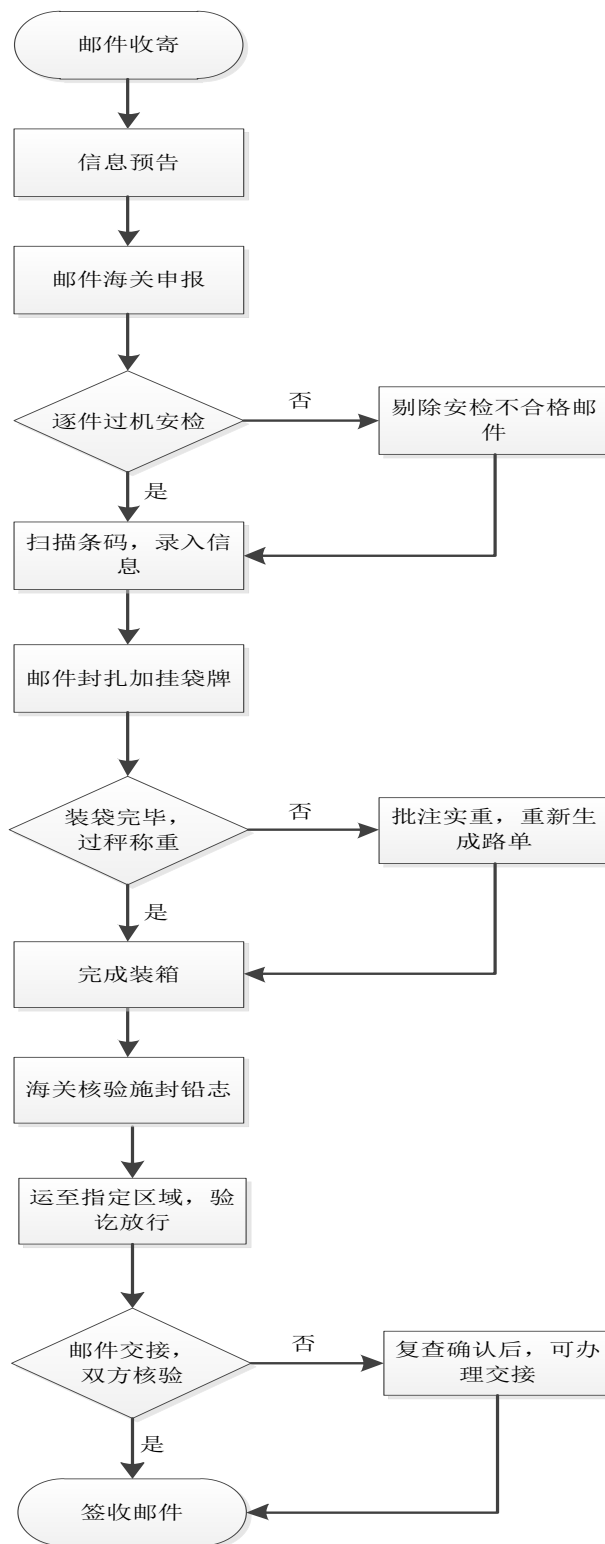 邮件收寄
信息预告
邮件海关申报
逐件过机安检
否
剔除安检不合格邮
件
是
扫描条码，录入信
息
邮件封扎加挂袋牌
装袋完毕，
过秤称重
否
批注实重，重新生
成路单
是
完成装箱
海关核验施封铅志
运至指定区域，验
讫放行
邮件交接，
双方核验
否
复查确认后，可办
理交接
是
签收邮件